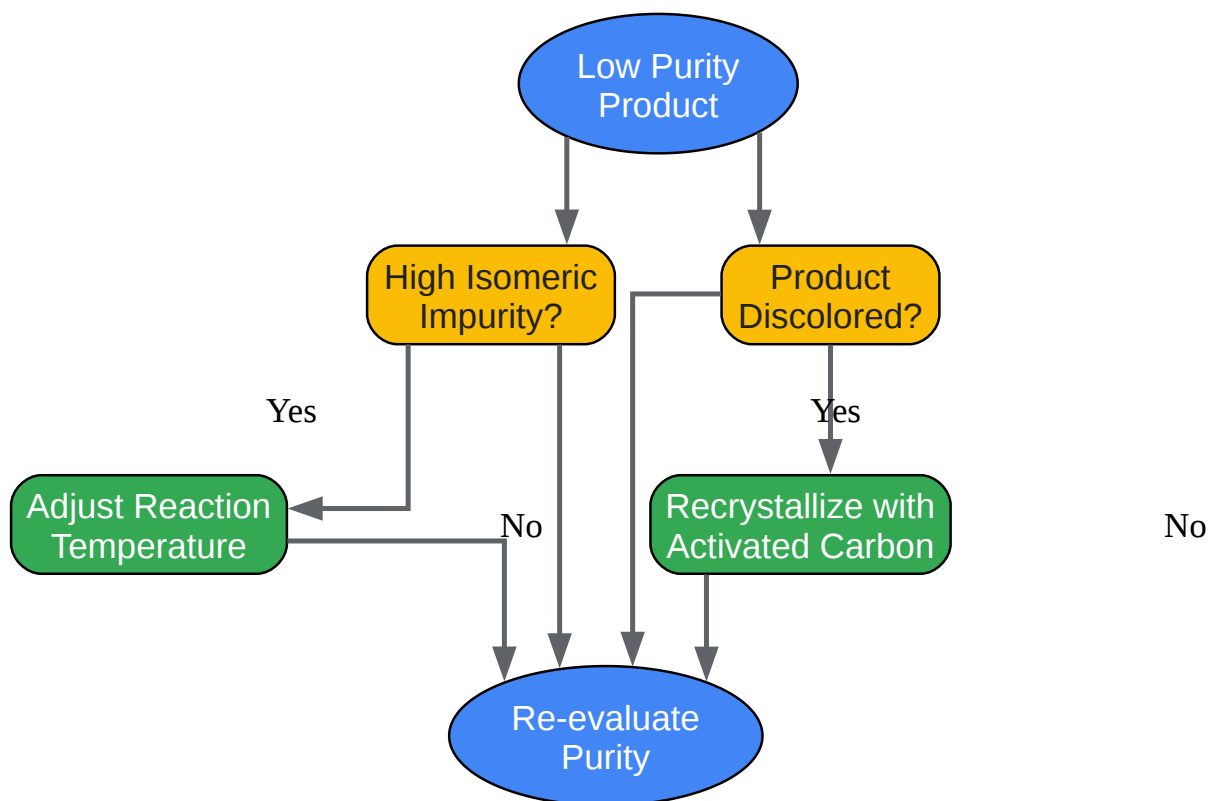 Low Purity
Product
High Isomeric
Impurity?
Product
Discolored?
Yes
Yes
Adjust Reaction
Temperature
No
Recrystallize with
Activated Carbon
No
Re-evaluate
Purity